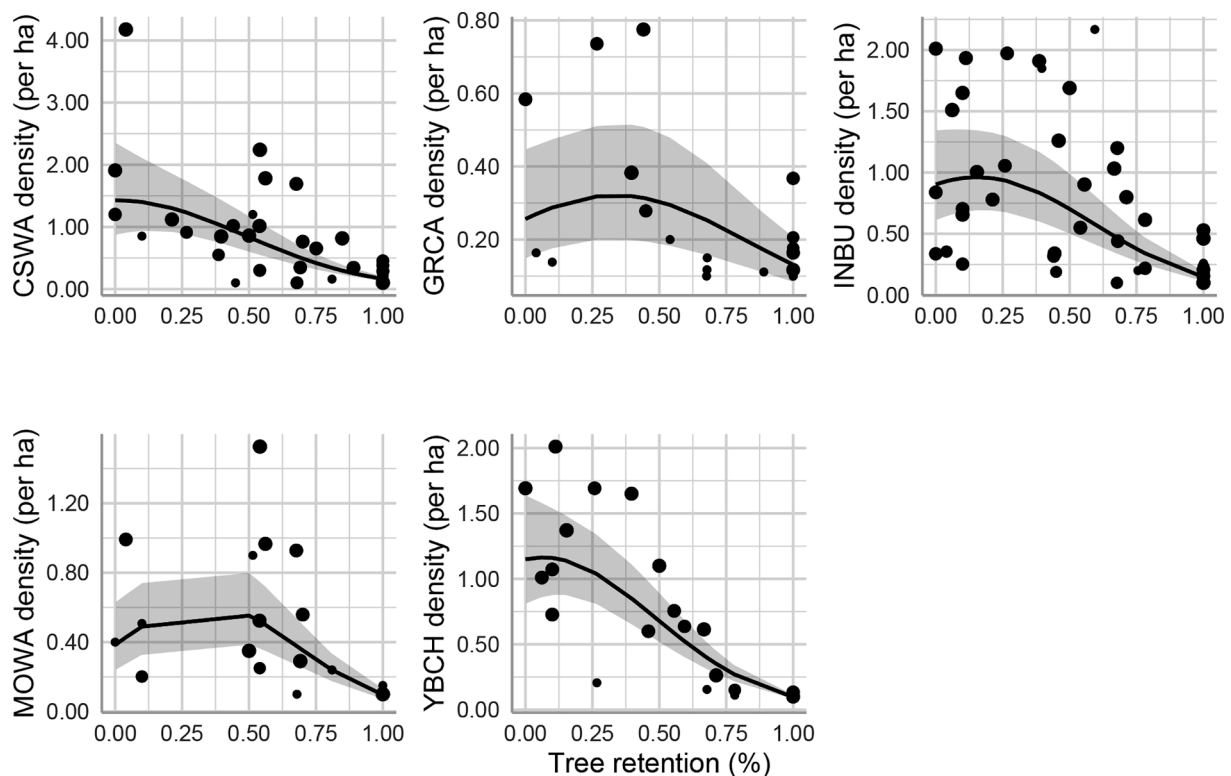 CSWA density (per ha)
4.00
3.00
2.00
1.00
0.00
0.00 0.25 0.50 0.75 1.00
GRCA density (per ha)
0.80
0.60
0.40
0.20
0.00 0.25 0.50 0.75 1.00
INBU density (per ha)
2.00
1.50
1.00
0.50
0.00
0.00 0.25 0.50 0.75 1.00
MOWA density (per ha)
1.20
0.80
0.40
0.00
0.00 0.25 0.50 0.75 1.00
YBCH density (per ha)
2.00
1.50
1.00
0.50
0.00
0.00 0.25 0.50 0.75 1.00
Tree retention (%)